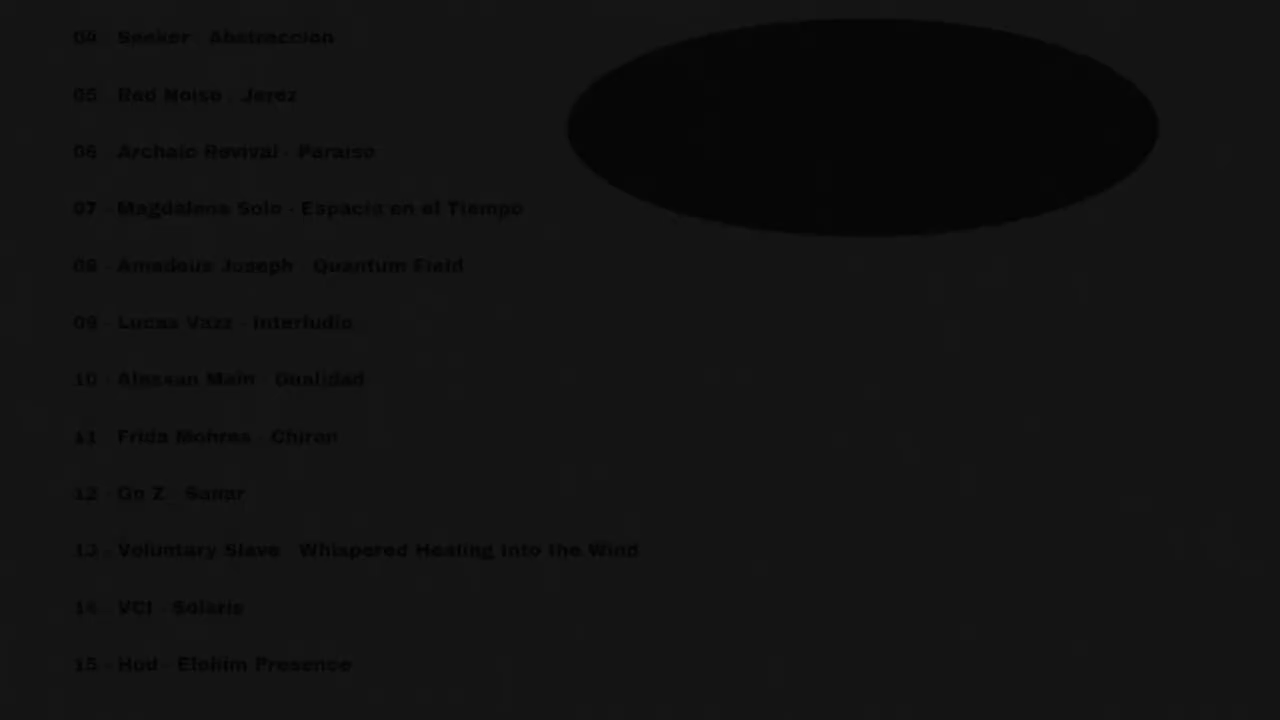 04 - Seeker - Abstraccion
05 - Red Noise - Jerez
06 - Archaic Revival - Paraiso
07 - Magdalena Solo - Espacio en el Tiempo
08 - Amadeus Joseph - Quantum Field
09 - Lucas Vazz - Interludio
10 - Main - Dualidad
11 - Frida Mohres - Chiron
12 - Go Z - Sanar
13 - Voluntary Slave - Whispered Healing Into the Wind
14 - VCI - Solaris
15 - Hod - Elohim Presence